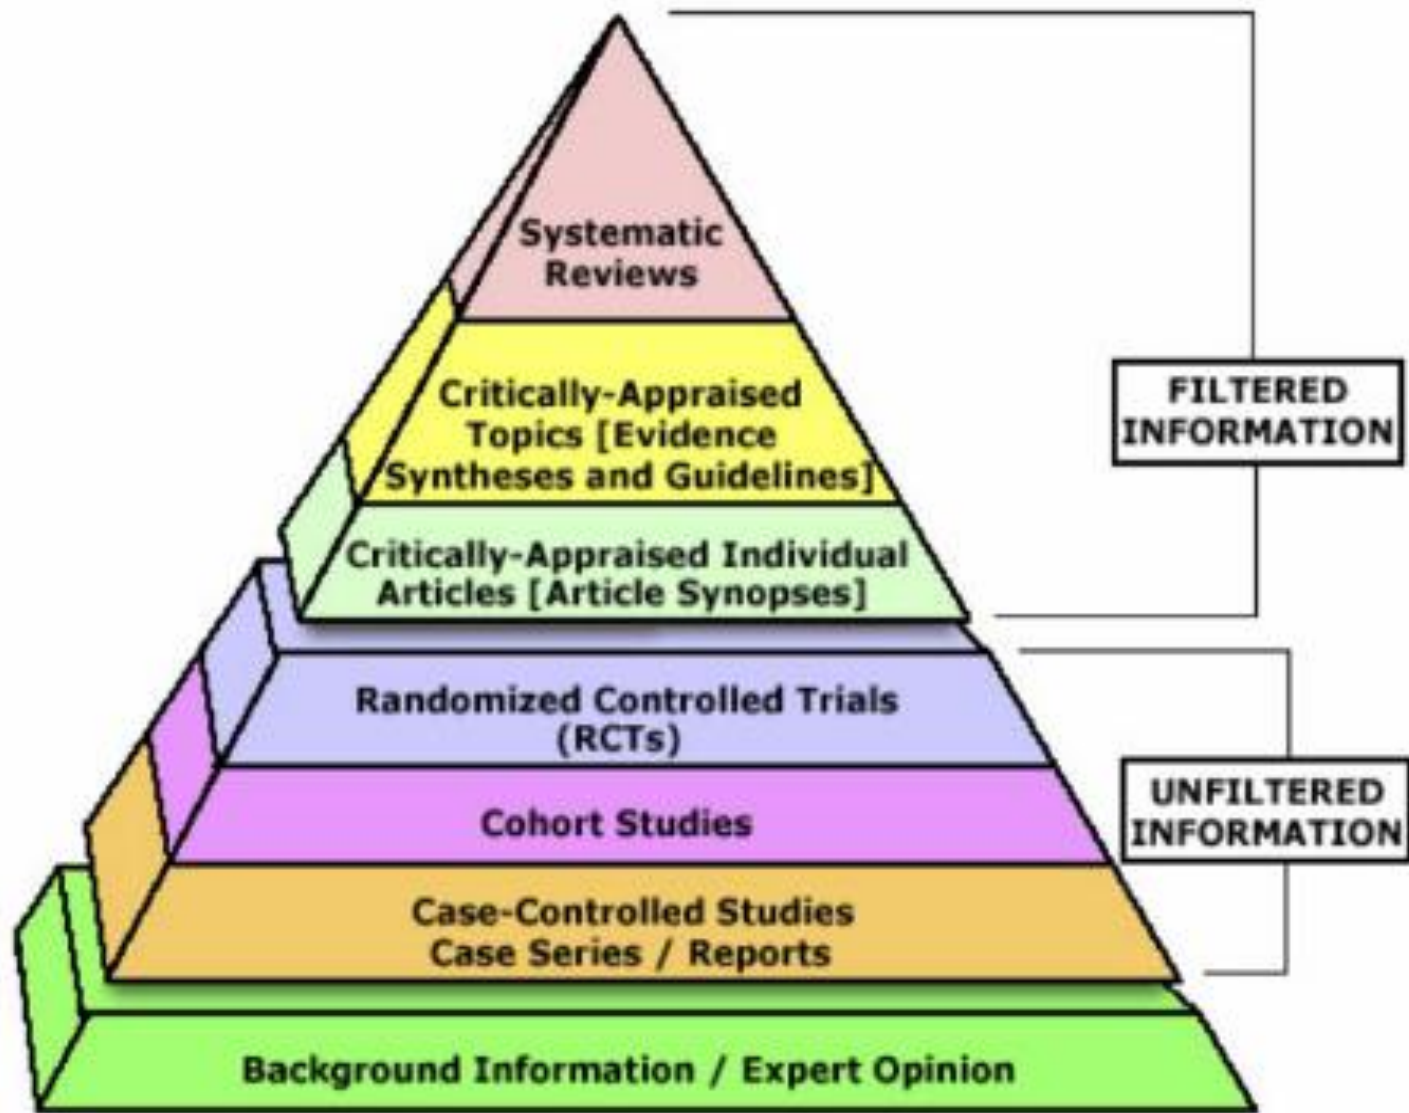 Systematic
Reviews
Critically-Appraised
Topics [Evidence
Syntheses and Guidelines]
Critically-Appraised Individual
Articles [Article Synopses]
FILTERED
INFORMATION
Randomized Controlled Trials
(RCTs)
Cohort Studies
Case-Controlled Studies
Case Series / Reports
UNFILTERED
INFORMATION
Background Information / Expert Opinion